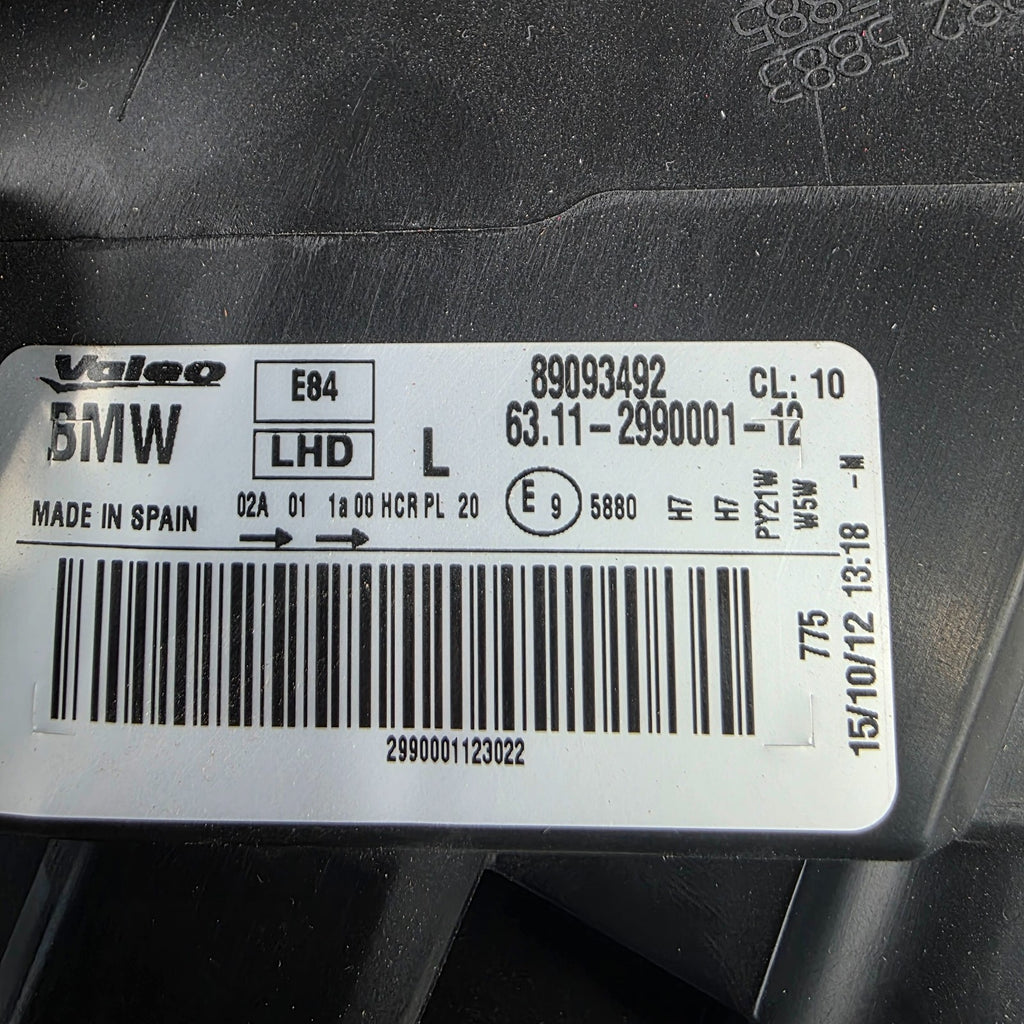 5883
Valeo
BMW
E84
LHD
L
89093492
CL: 10
63.11-2990001-12
MADE IN SPAIN
02A 01 1a 00 HCR PL 20
E 9 5880
H7
H7
PY21W
W5W
-M
2990001123022
775
15/10/12 13:18